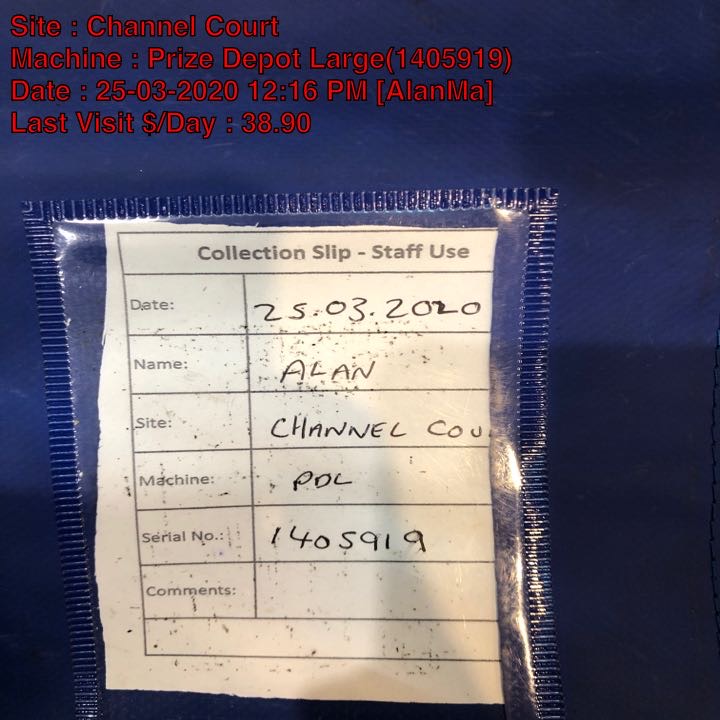 Site : Channel Court
Machine : Prize Depot Large(1405919)
Date : 25-03-2020 12:16 PM [AlanMa]
Last Visit $/Day : 38.90
Collection Slip - Staff Use
Date: 25.03.2020
Name: ALAN
Site: CHANNEL COU
Machine: PDL
Serial No.: 1405919
Comments: